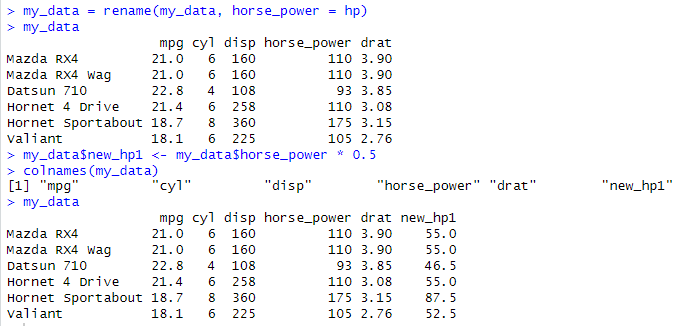 > my_data = rename(my_data, horse_power = hp)
> my_data
                   mpg cyl disp horse_power drat
Mazda RX4         21.0   6  160         110 3.90
Mazda RX4 Wag     21.0   6  160         110 3.90
Datsun 710        22.8   4  108          93 3.85
Hornet 4 Drive    21.4   6  258         110 3.08
Hornet Sportabout 18.7   8  360         175 3.15
Valiant           18.1   6  225         105 2.76
> my_data$new_hp1 <- my_data$horse_power * 0.5
> colnames(my_data)
[1] "mpg"         "cyl"         "disp"        "horse_power" "drat"        "new_hp1"
> my_data
                   mpg cyl disp horse_power drat new_hp1
Mazda RX4         21.0   6  160         110 3.90    55.0
Mazda RX4 Wag     21.0   6  160         110 3.90    55.0
Datsun 710        22.8   4  108          93 3.85    46.5
Hornet 4 Drive    21.4   6  258         110 3.08    55.0
Hornet Sportabout 18.7   8  360         175 3.15    87.5
Valiant           18.1   6  225         105 2.76    52.5